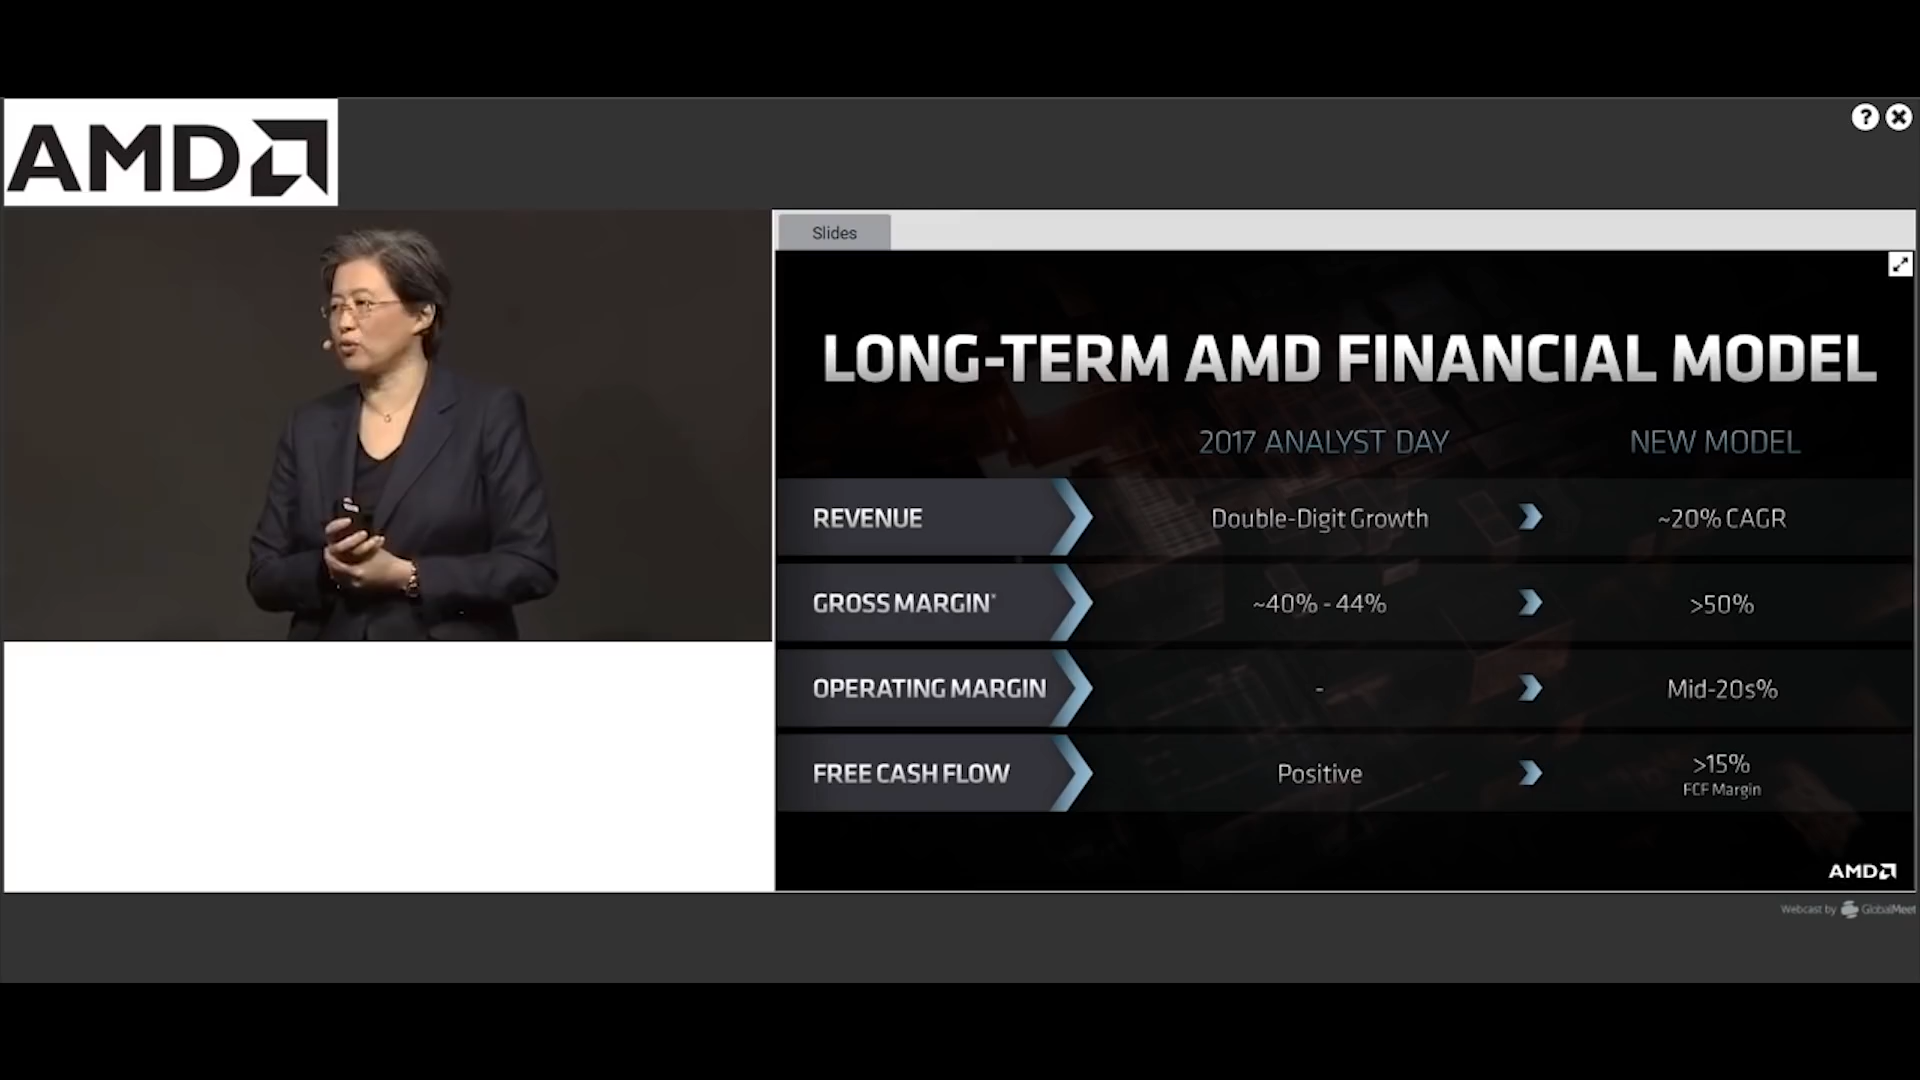 AMD
Slides
LONG-TERM AMD FINANCIAL MODEL
2017 ANALYST DAY NEW MODEL
REVENUE Double-Digit Growth ~20% CAGR
GROSS MARGIN* ~40% - 44% >50%
OPERATING MARGIN - Mid-20s%
FREE CASH FLOW Positive >15%
FCF Margin
AMD
Webcast by GlobalMeet